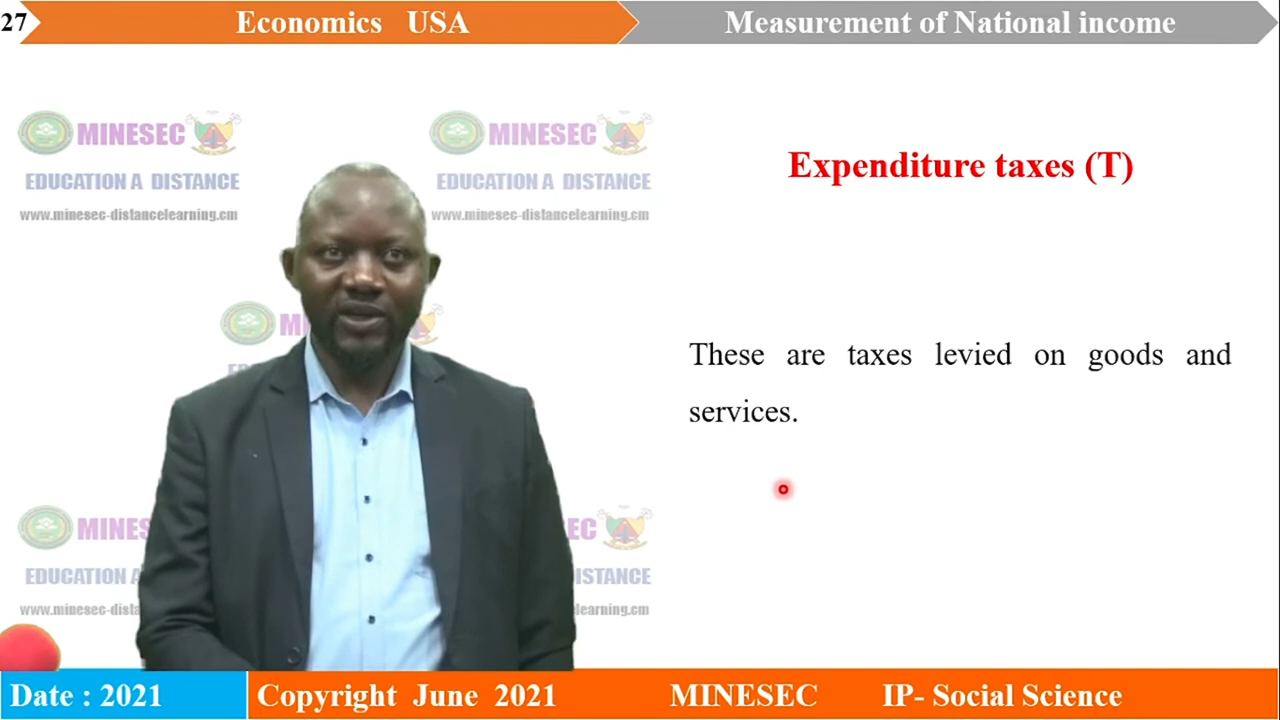 27
Economics USA
Measurement of National income
MINESEC
EDUCATION A DISTANCE
www.minesec-distancelearning.cm
MINESEC
EDUCATION A DISTANCE
www.minesec-distancelearning.cm
Expenditure taxes (T)
These are taxes levied on goods and
services.
Date : 2021
Copyright June 2021
MINESEC
IP- Social Science